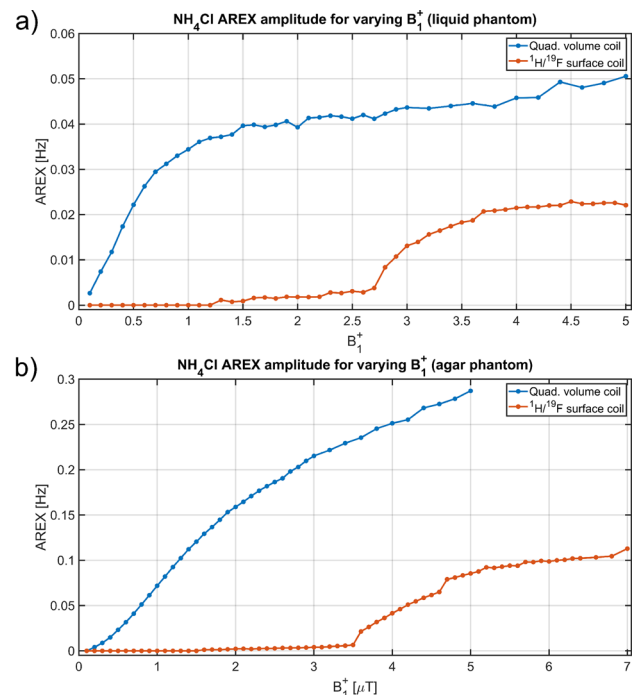 a)
NH₄Cl AREX amplitude for varying B₁⁺ (liquid phantom)
0.06
0.05
0.04
0.03
0.02
0.01
0
AREX [Hz]
Quad. volume coil
¹H/¹⁹F surface coil
0 0.5 1 1.5 2 2.5 3 3.5 4 4.5 5
B₁⁺
b)
NH₄Cl AREX amplitude for varying B₁⁺ (agar phantom)
0.3
0.25
0.2
0.15
0.1
0.05
0
AREX [Hz]
Quad. volume coil
¹H/¹⁹F surface coil
0 1 2 3 4 5 6 7
B₁⁺ [μT]